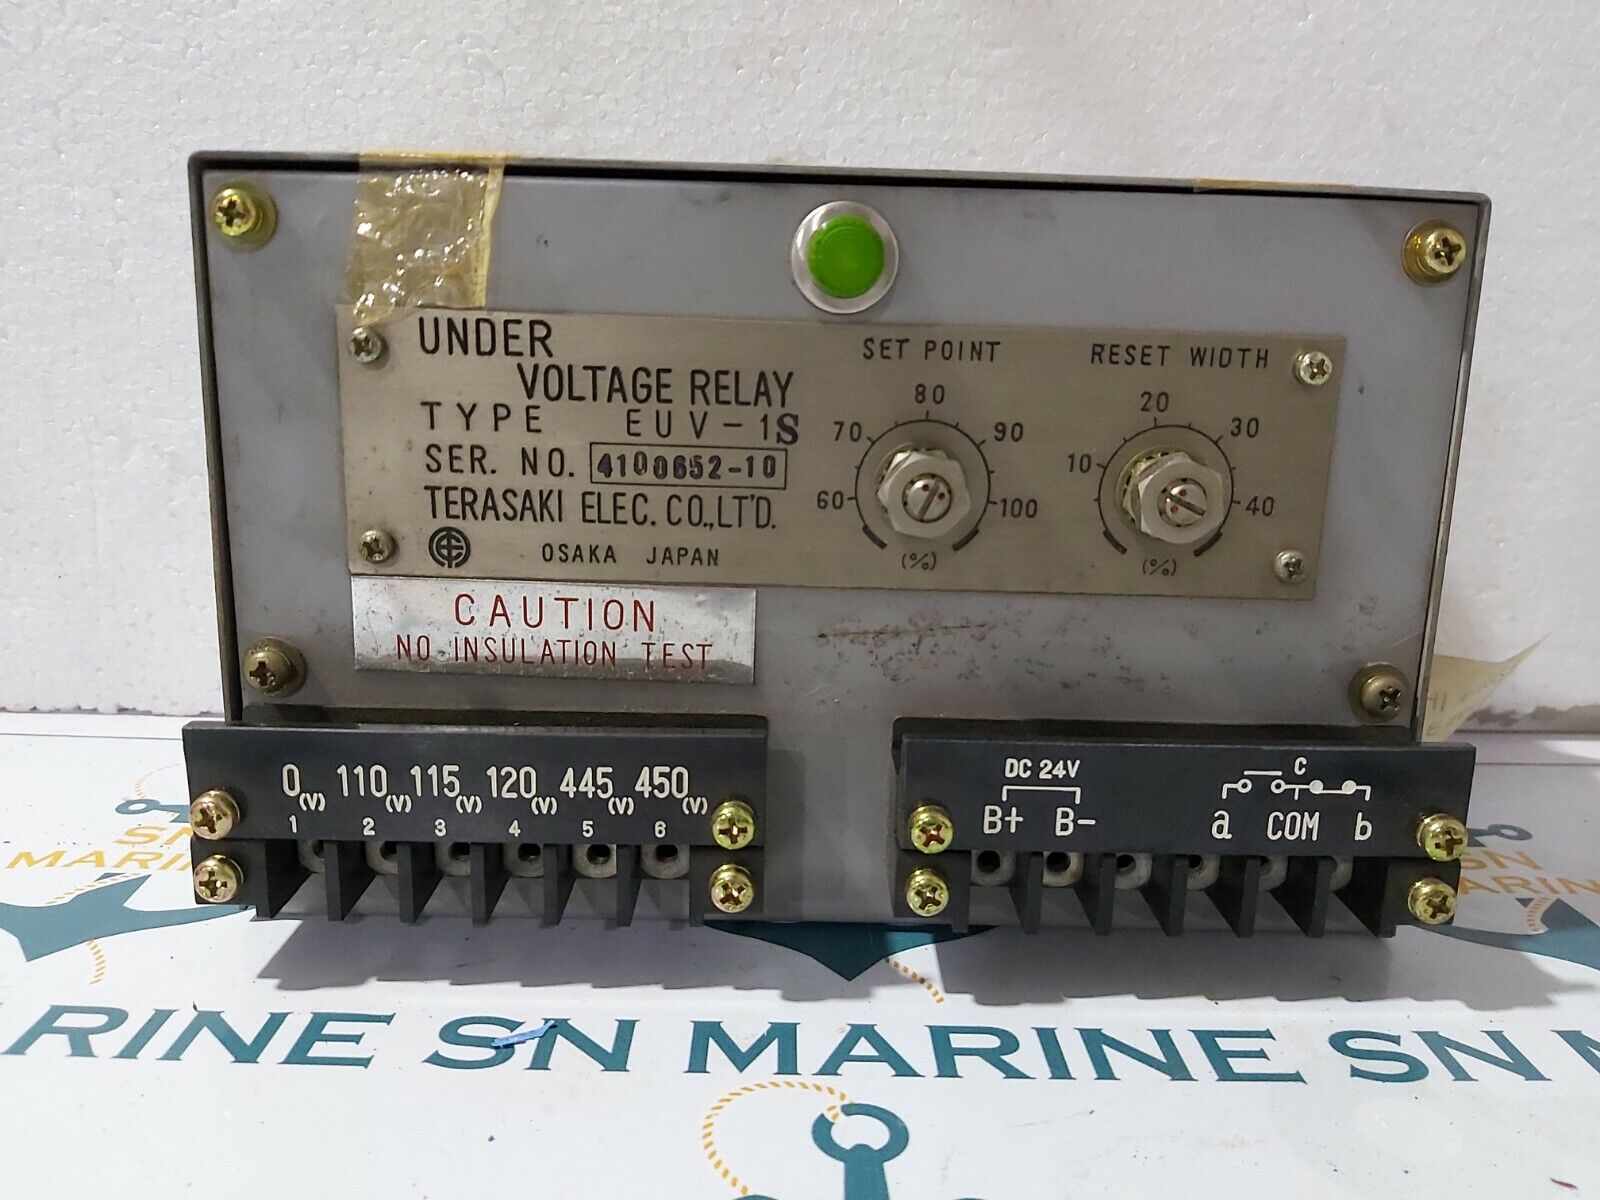 UNDER
VOLTAGE RELAY
TYPE EUV-1S
SER. NO. 4100652-10
TERASAKI ELEC. CO.,LT'D.
OSAKA JAPAN
SET POINT
60 70 80 90 100
(%)
RESET WIDTH
10 20 30 40
(%)
CAUTION
NO INSULATION TEST
0(V) 110(V) 115(V) 120(V) 445(V) 450(V)
1 2 3 4 5 6
DC 24V
B+ B-
C
a COM b
SN
MARINE
SN
MARIN
RINE SN MARINE SN M